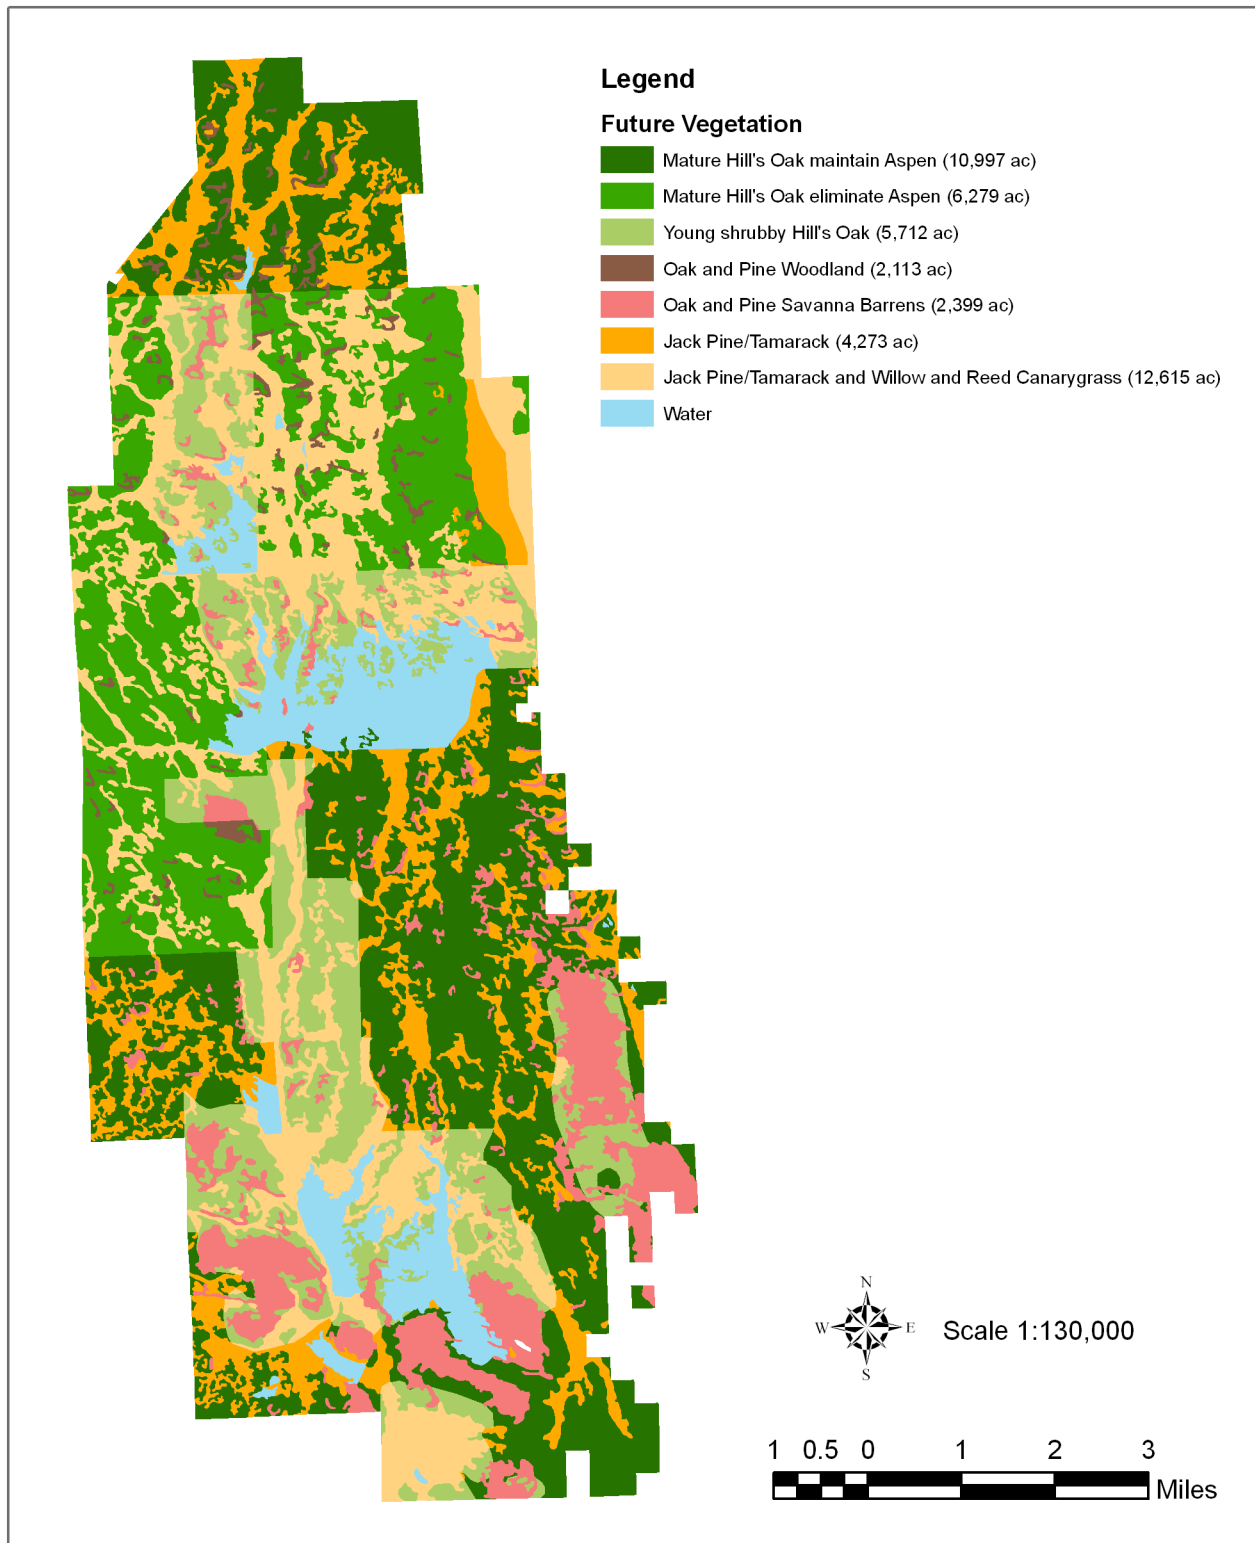 Legend
Future Vegetation
Mature Hill's Oak maintain Aspen (10,997 ac)
Mature Hill's Oak eliminate Aspen (6,279 ac)
Young shrubby Hill's Oak (5,712 ac)
Oak and Pine Woodland (2,113 ac)
Oak and Pine Savanna Barrens (2,399 ac)
Jack Pine/Tamarack (4,273 ac)
Jack Pine/Tamarack and Willow and Reed Canarygrass (12,615 ac)
Water
N
W E
S
Scale 1:130,000
1 0.5 0 1 2 3
Miles